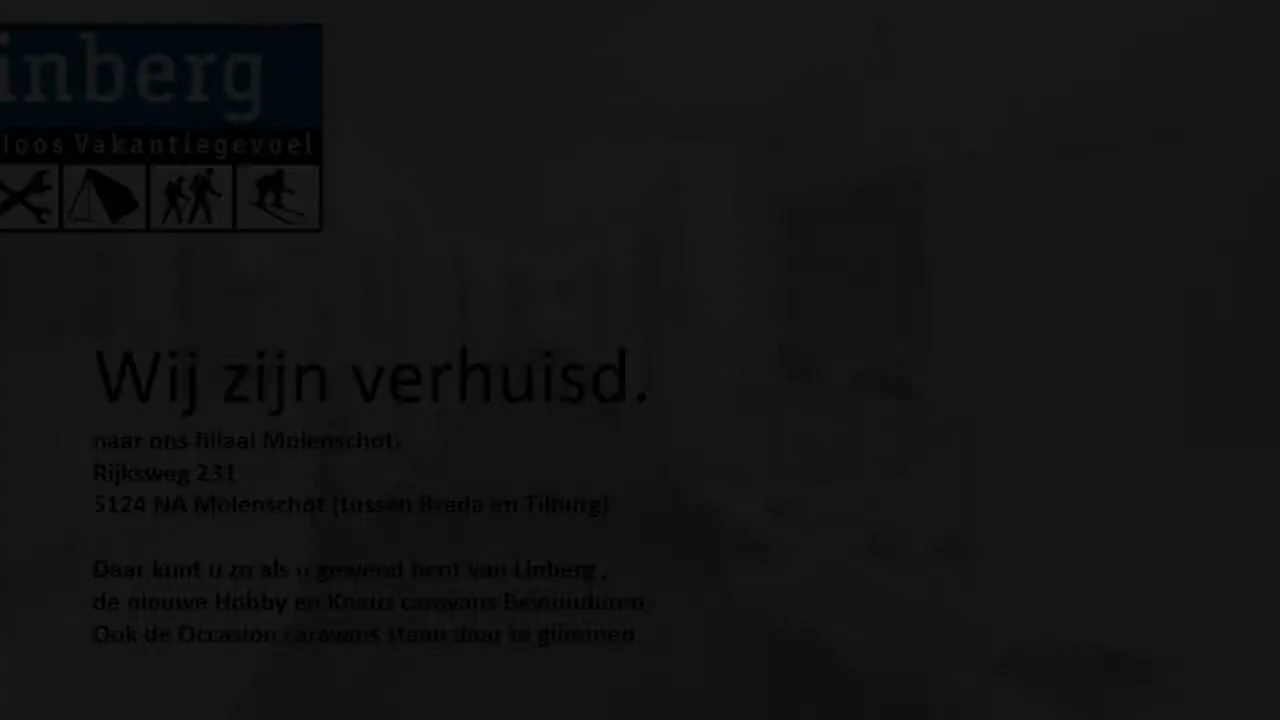 inberg
loos Vakantiegevoel
Wij zijn verhuisd.
naar ons filiaal Molenschot.
Rijksweg 231
5124 NA Molenschot (tussen Breda en Tilburg)
Daar kunt u zo als u gewend bent van Linberg,
de nieuwe Hobby en Knaus caravans
Ook de Occasion caravans staan daar te glimmen